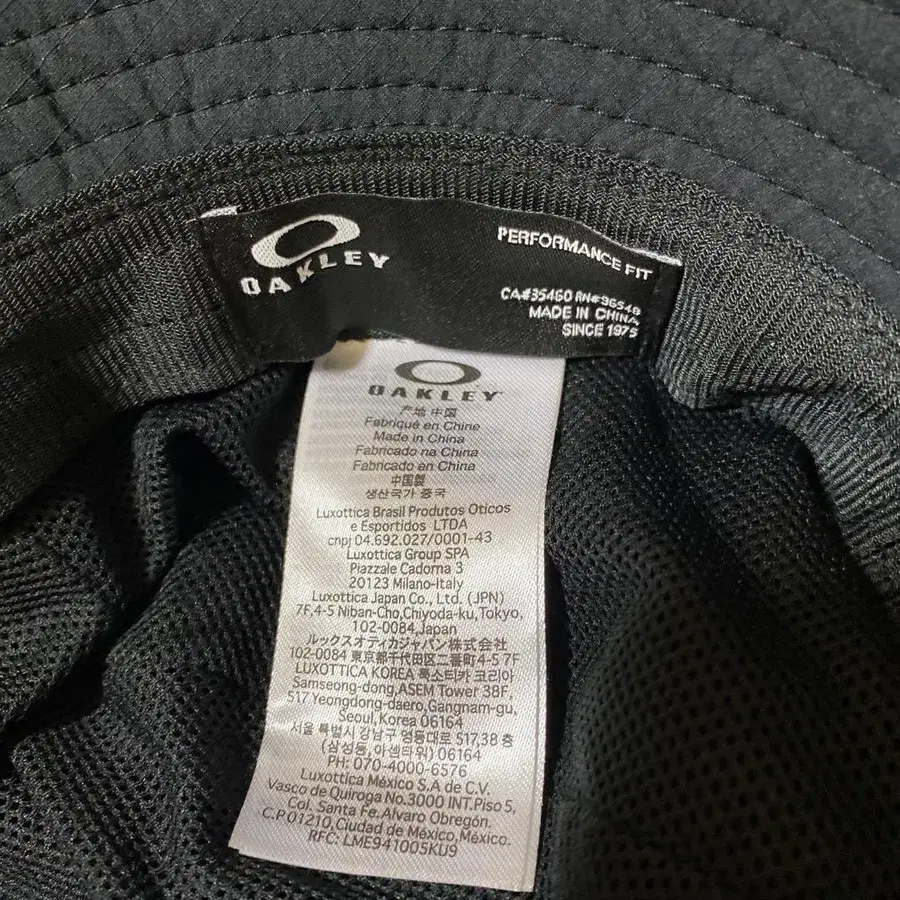 OAKLEY
PERFORMANCE FIT
CA#35460 RN#96548
MADE IN CHINA
SINCE 1975
OAKLEY
产地 中国
Fabriqué en Chine
Made in China
Fabricado na China
Fabricado en China
中国製
생산국가 중국
Luxottica Brasil Produtos Oticos
e Esportidos LTDA
cnpj 04.692.027/0001-43
Luxottica Group SPA
Piazzale Cadorna 3
20123 Milano-Italy
Luxottica Japan Co., Ltd. (JPN)
7F,4-5 Niban-Cho,Chiyoda-ku,Tokyo,
102-0084,Japan
ルックスオティカジャパン株式会社
102-0084 東京都千代田区二番町4-5 7F
LUXOTTICA KOREA 룩소티카 코리아
Samseong-dong,ASEM Tower 38F,
517 Yeongdong-daero,Gangnam-gu,
Seoul,Korea 06164
서울 특별시 강남구 영동대로 517,38 층
(삼성동, 아셈타워) 06164
PH: 070-4000-6576
Luxottica México S.A de C.V.
Vasco de Quiroga No.3000 INT.Piso 5,
Col. Santa Fe.Alvaro Obregón.
C.P 01210,Ciudad de México,México.
RFC: LME941005KU9